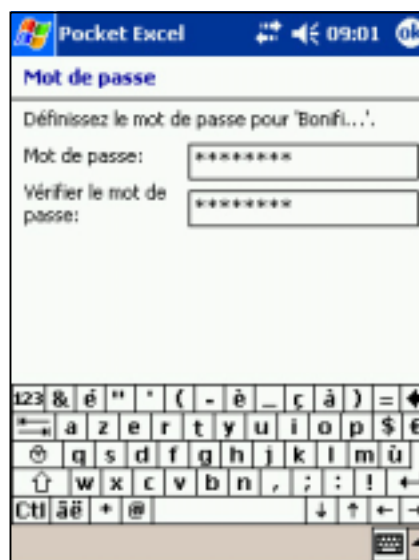 Pocket Excel 09:01 ok
Mot de passe
Définissez le mot de passe pour 'Bonifi...'.
Mot de passe: ********
Vérifier le mot de
passe: ********
123 & é " ' ( - è _ ç à ) =
a z e r t y u i o p $ €
q s d f g h j k l m ù
w x c v b n , ; : !
Ctl äë + @ ↓ ↑ ←